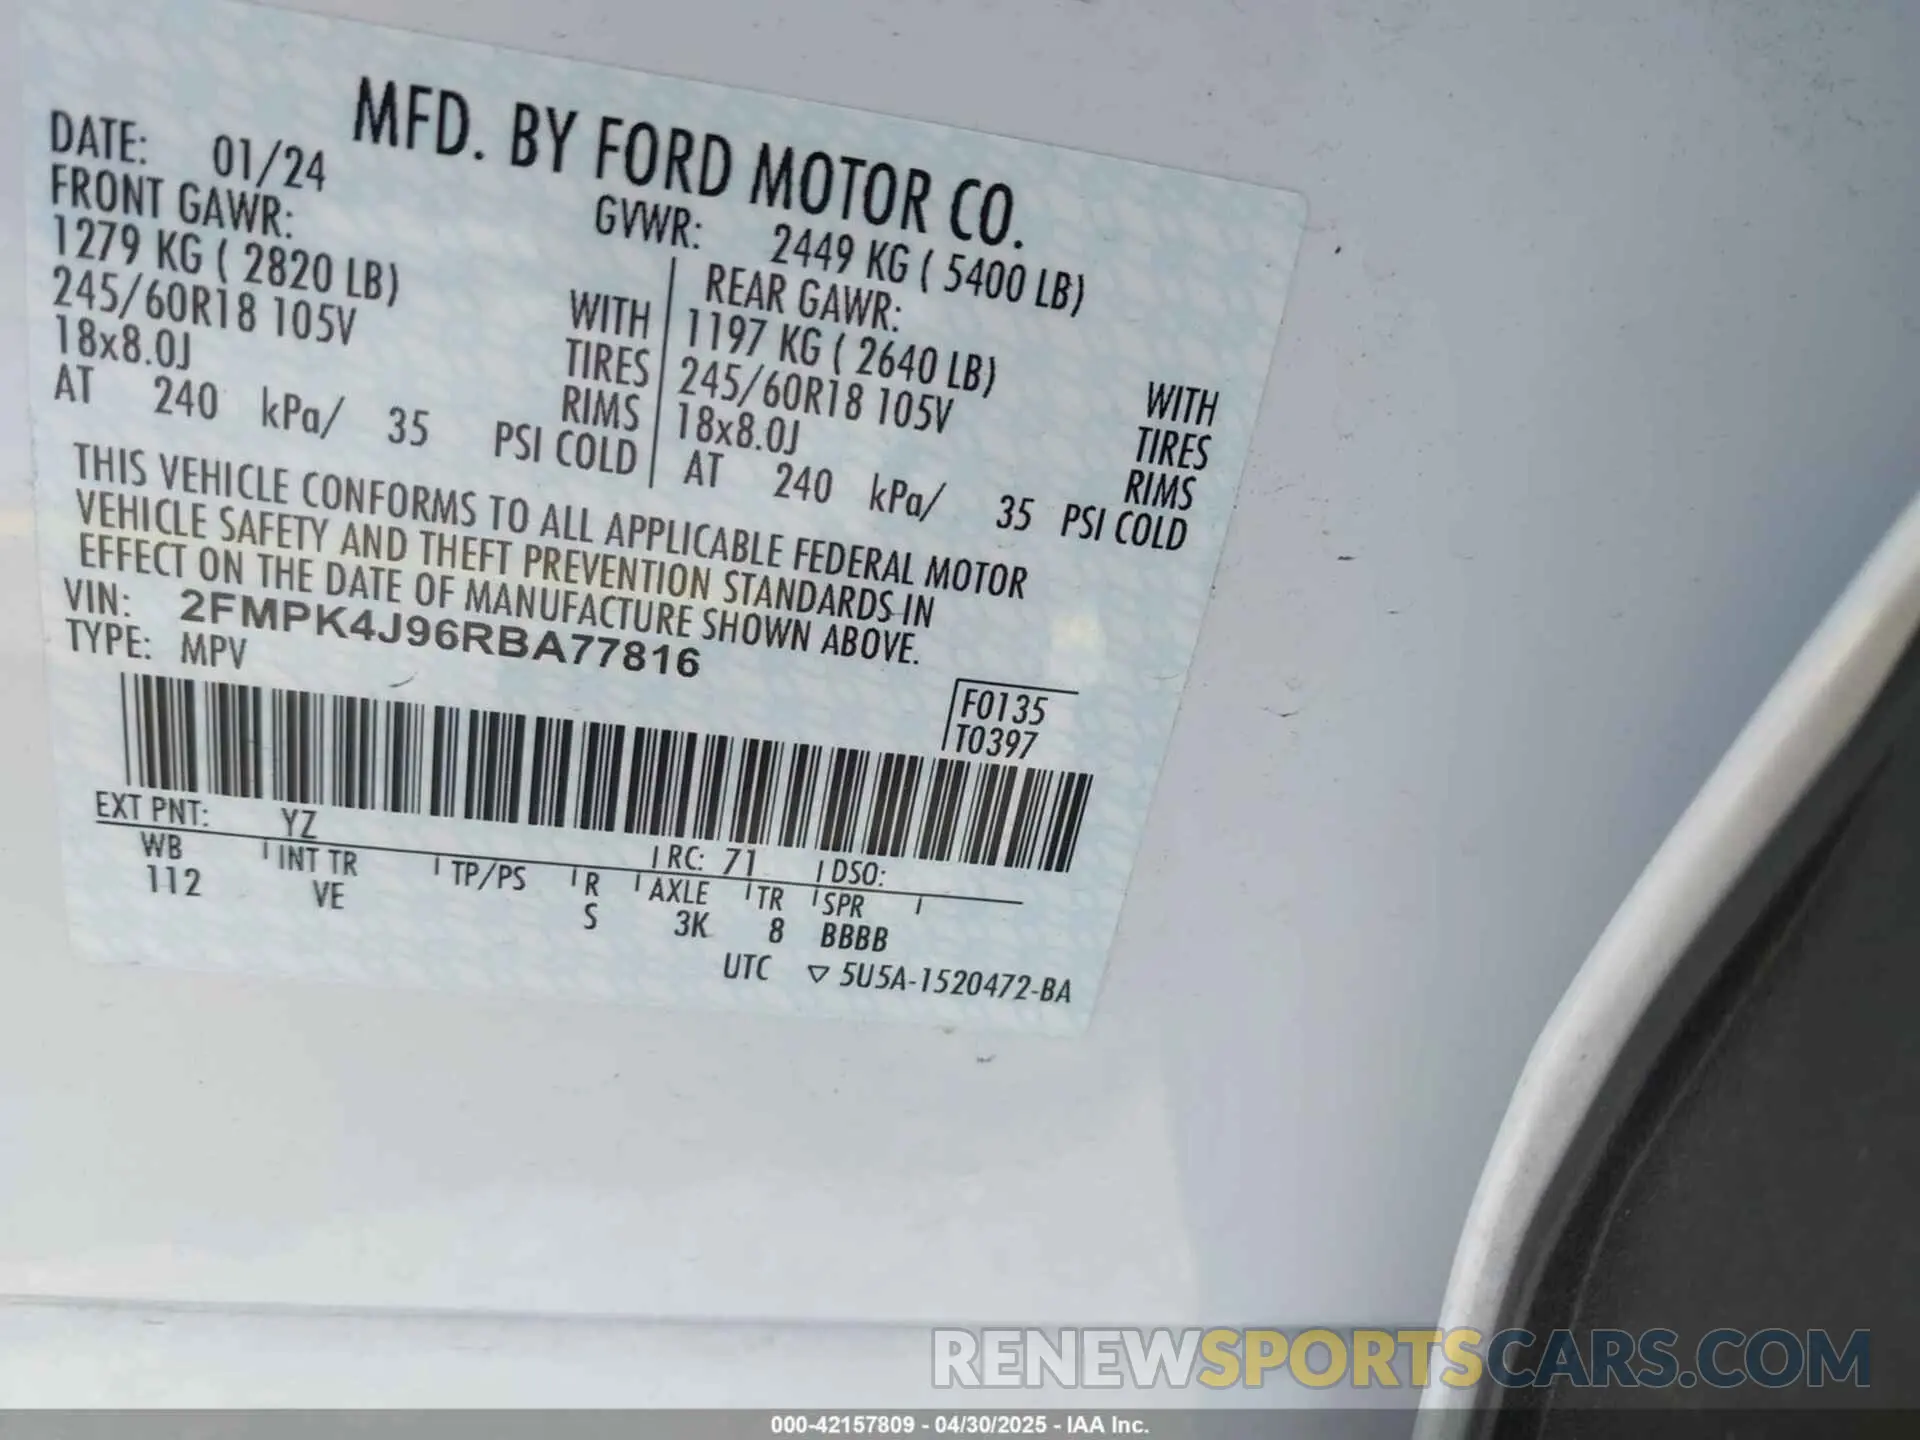 MFD. BY FORD MOTOR CO.
DATE: 01/24
GVWR: 2449 KG ( 5400 LB)
FRONT GAWR:
1279 KG ( 2820 LB) WITH
245/60R18 105V TIRES
18x8.0J RIMS
AT 240 kPa/ 35 PSI COLD
REAR GAWR:
1197 KG ( 2640 LB) WITH
245/60R18 105V TIRES
18x8.0J RIMS
AT 240 kPa/ 35 PSI COLD
THIS VEHICLE CONFORMS TO ALL APPLICABLE FEDERAL MOTOR
VEHICLE SAFETY AND THEFT PREVENTION STANDARDS IN
EFFECT ON THE DATE OF MANUFACTURE SHOWN ABOVE.
VIN: 2FMPK4J96RBA77816
TYPE: MPV
F0135
T0397
EXT PNT: YZ RC: 71 DSO:
WB INT TR TP/PS R AXLE TR SPR
112 VE S 3K 8 BBBB
UTC ▽ 5U5A-1520472-BA
RENEWSPORTSCARS.COM
000-42157809 - 04/30/2025 - IAA Inc.